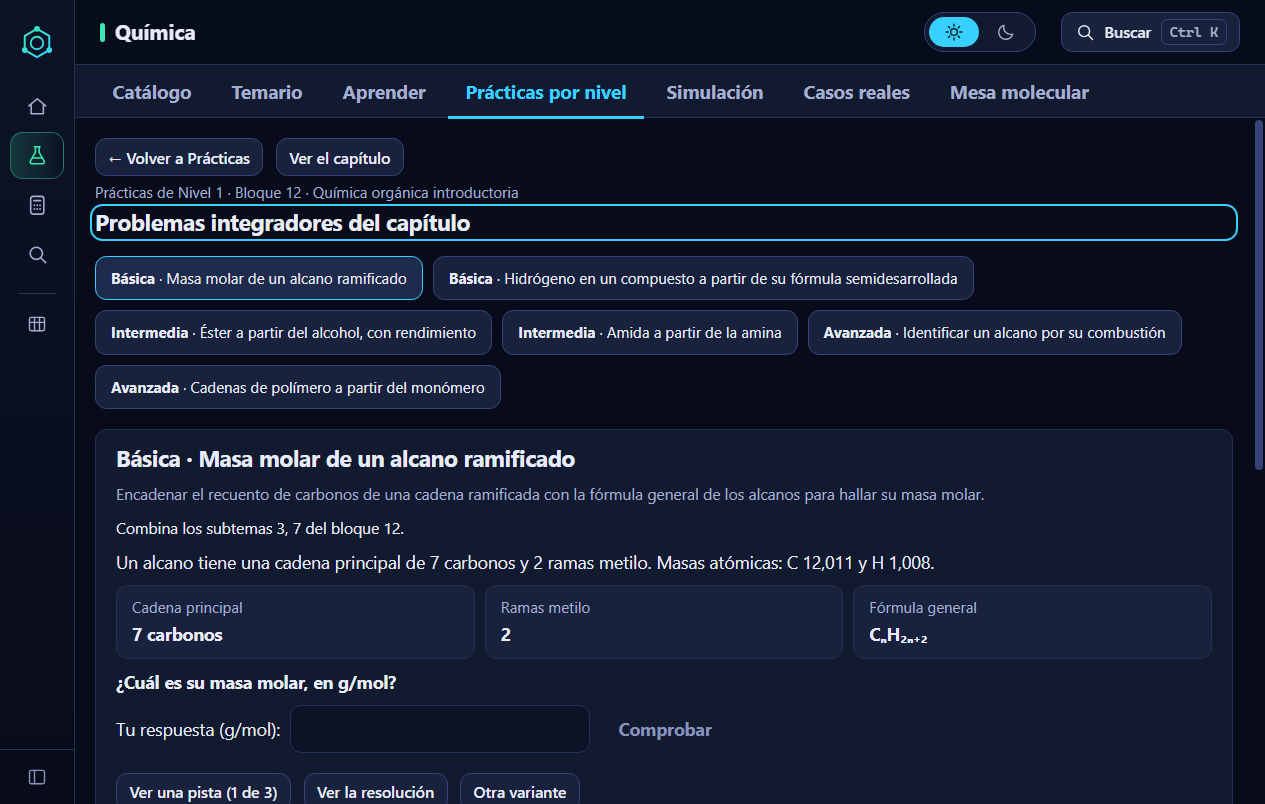 Química
Buscar Ctrl K
Catálogo Temario Aprender Prácticas por nivel Simulación Casos reales Mesa molecular
← Volver a Prácticas Ver el capítulo
Prácticas de Nivel 1 · Bloque 12 · Química orgánica introductoria
Problemas integradores del capítulo
Básica · Masa molar de un alcano ramificado Básica · Hidrógeno en un compuesto a partir de su fórmula semidesarrollada
Intermedia · Éster a partir del alcohol, con rendimiento Intermedia · Amida a partir de la amina Avanzada · Identificar un alcano por su combustión
Avanzada · Cadenas de polímero a partir del monómero
Básica · Masa molar de un alcano ramificado
Encadenar el recuento de carbonos de una cadena ramificada con la fórmula general de los alcanos para hallar su masa molar.
Combina los subtemas 3, 7 del bloque 12.
Un alcano tiene una cadena principal de 7 carbonos y 2 ramas metilo. Masas atómicas: C 12,011 y H 1,008.
Cadena principal Ramas metilo Fórmula general
7 carbonos 2 CₙH₂ₙ₊₂
¿Cuál es su masa molar, en g/mol?
Tu respuesta (g/mol): Comprobar
Ver una pista (1 de 3) Ver la resolución Otra variante